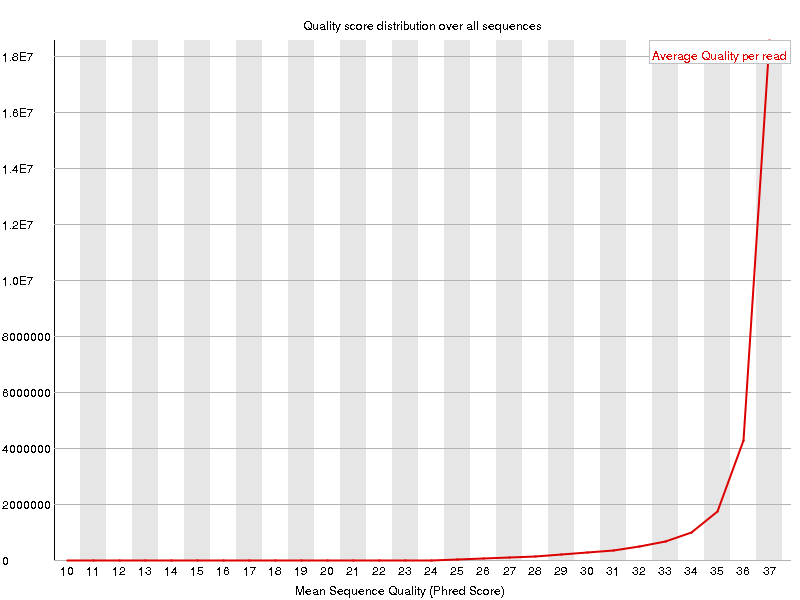 Quality score distribution over all sequences
Average Quality per read
1.8E7
1.6E7
1.4E7
1.2E7
1.0E7
8000000
6000000
4000000
2000000
0
10 11 12 13 14 15 16 17 18 19 20 21 22 23 24 25 26 27 28 29 30 31 32 33 34 35 36 37
Mean Sequence Quality (Phred Score)